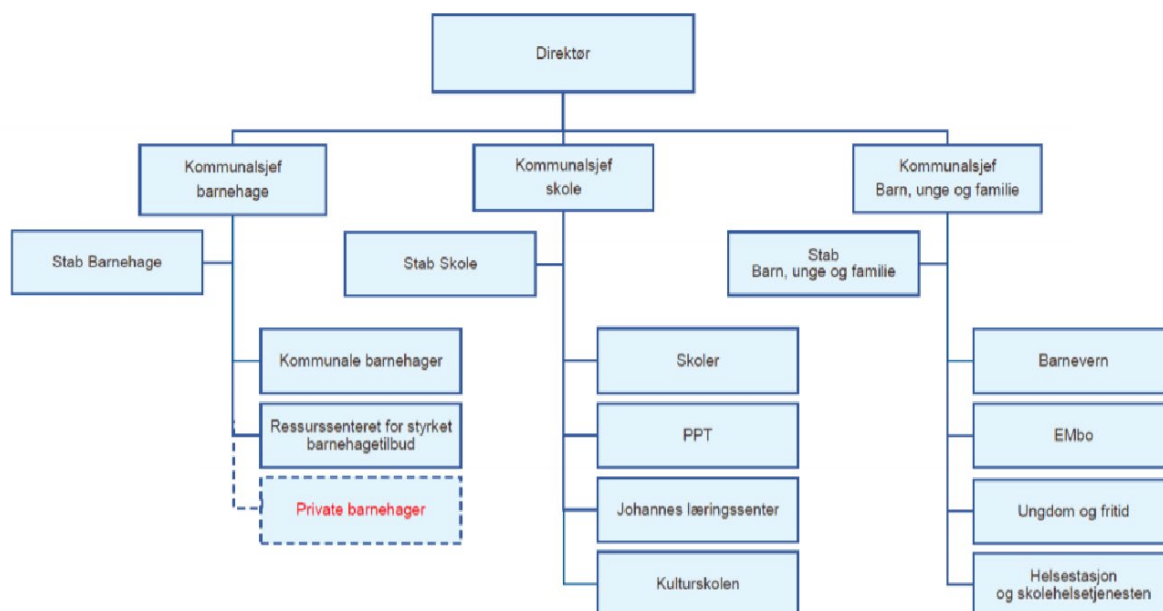 Direktør
Kommunalsjef
barnehage
Kommunalsjef
skole
Kommunalsjef
Barn, unge og familie
Stab Barnehage
Stab Skole
Stab
Barn, unge og familie
Kommunale barnehager
Ressurssenteret for styrket
barnehagetilbud
Private barnehager
Skoler
PPT
Johannes læringssenter
Kulturskolen
Barnevern
EMbo
Ungdom og fritid
Helsestasjon
og skolehelsetjenesten